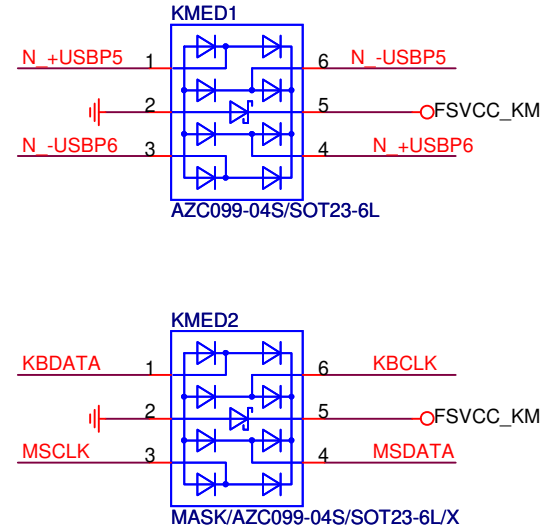 KMED1
N_+USBP5 1 6 N_-USBP5
2 5 FSVCC_KM
N_-USBP6 3 4 N_+USBP6
AZC099-04S/SOT23-6L
KMED2
KBDATA 1 6 KBCLK
2 5 FSVCC_KM
MSCLK 3 4 MSDATA
MASK/AZC099-04S/SOT23-6L/X